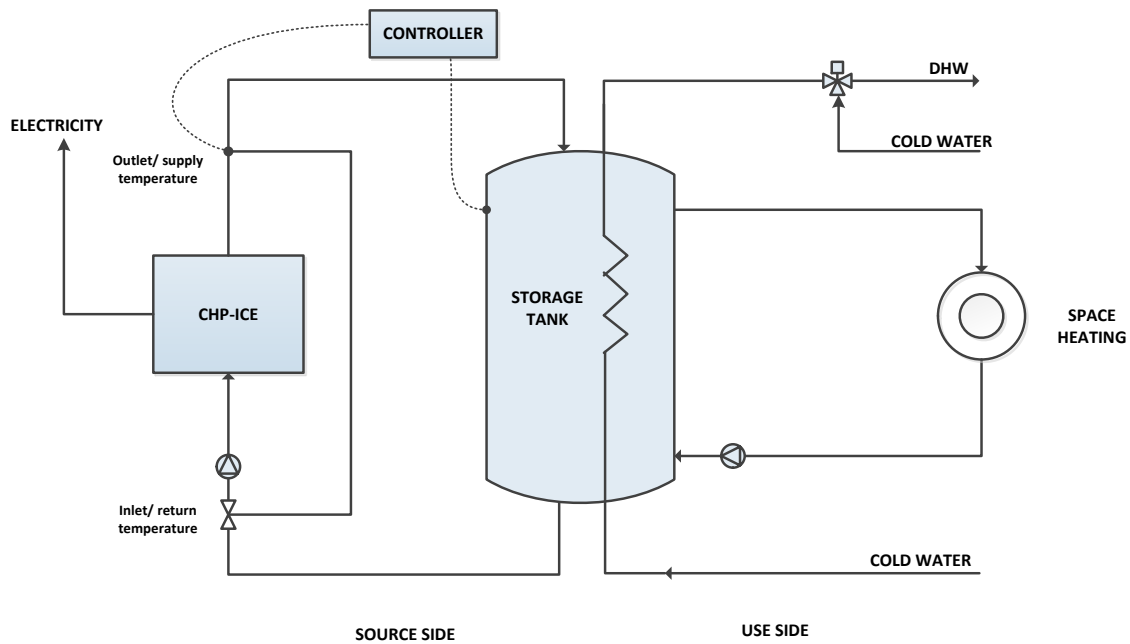 CONTROLLER
DHW
ELECTRICITY
COLD WATER
Outlet/ supply
temperature
CHP-ICE
STORAGE
TANK
SPACE
HEATING
Inlet/ return
temperature
COLD WATER
SOURCE SIDE
USE SIDE